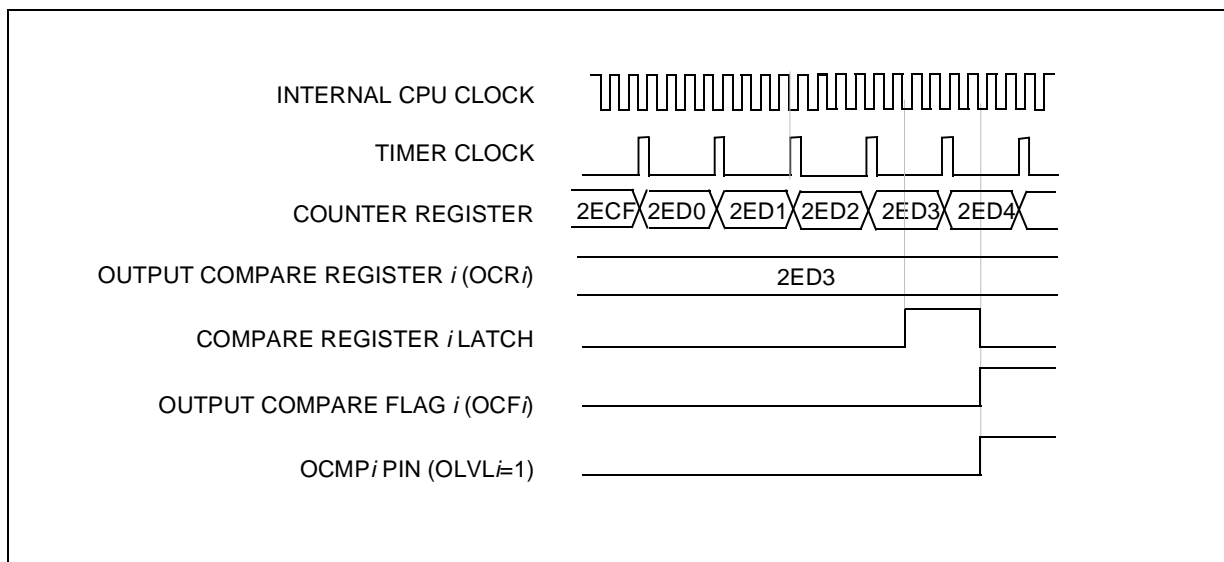 INTERNAL CPU CLOCK
TIMER CLOCK
COUNTER REGISTER 2ECF 2ED0 2ED1 2ED2 2ED3 2ED4
OUTPUT COMPARE REGISTER i (OCRi) 2ED3
COMPARE REGISTER i LATCH
OUTPUT COMPARE FLAG i (OCFi)
OCMPi PIN (OLVLi=1)